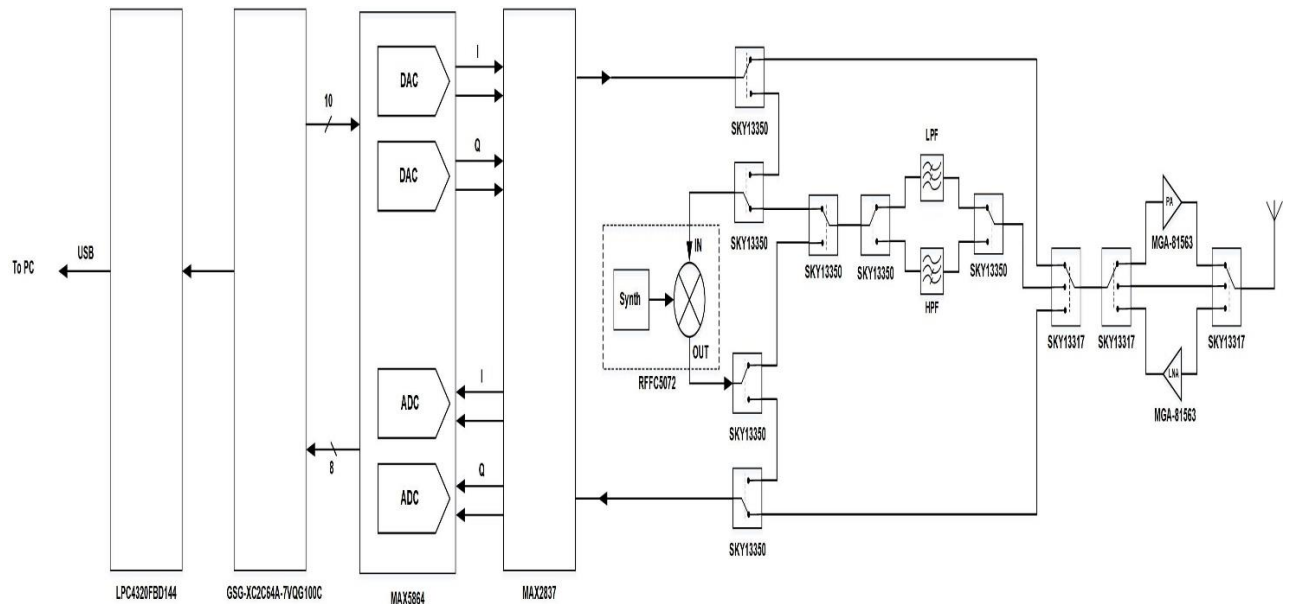 I
DAC
SKY13350
10
LPF
Q
DAC
PA
MGA-81563
USB
To PC
SKY13350
IN
SKY13350
SKY13350
SKY13350
Synth
HPF
SKY13317
SKY13317
SKY13317
OUT
RFFC5072
LNA
MGA-81563
I
ADC
SKY13350
8
Q
ADC
SKY13350
LPC4320FBD144
GSG-XC2C64A-7VQG100C
MAX5864
MAX2837